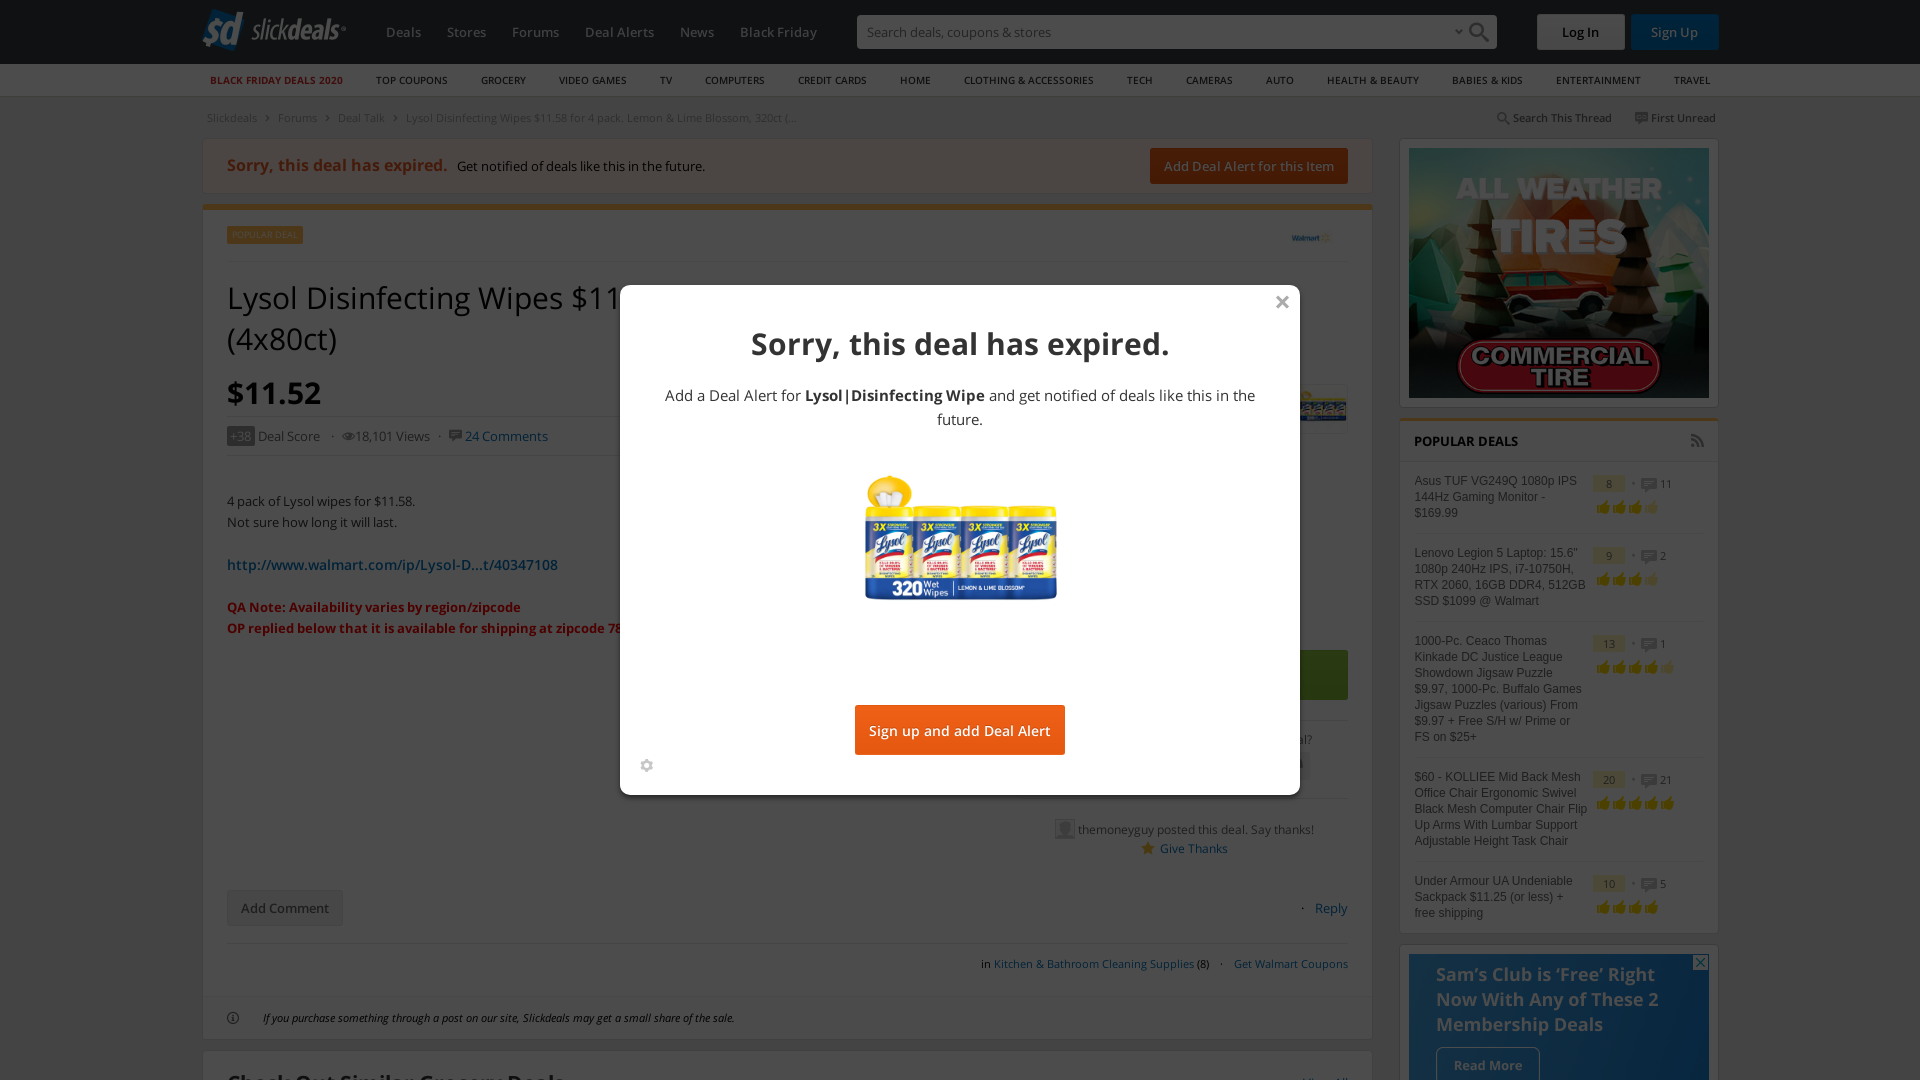 sd slickdeals
Deals
Stores
Forums
Deal Alerts
News
Black Friday
Search deals, coupons & stores
Log In
Sign Up
BLACK FRIDAY DEALS 2020
TOP COUPONS
GROCERY
VIDEO GAMES
TV
COMPUTERS
CREDIT CARDS
HOME
CLOTHING & ACCESSORIES
TECH
CAMERAS
AUTO
HEALTH & BEAUTY
BABIES & KIDS
ENTERTAINMENT
TRAVEL
Slickdeals > Forums > Deal Talk > Lysol Disinfecting Wipes $11.58 for 4 pack. Lemon & Lime Blossom, 320ct (...
Search This Thread
First Unread
Sorry, this deal has expired. Get notified of deals like this in the future.
Add Deal Alert for this Item
POPULAR DEAL
Walmart
Lysol Disinfecting Wipes $11
(4x80ct)
$11.52
+38 Deal Score · 18,101 Views · 24 Comments
4 pack of Lysol wipes for $11.58.
Not sure how long it will last.
http://www.walmart.com/ip/Lysol-D...t/40347108
QA Note: Availability varies by region/zipcode
OP replied below that it is available for shipping at zipcode 78
Sorry, this deal has expired.
Add a Deal Alert for Lysol|Disinfecting Wipe and get notified of deals like this in the
future.
3X 3X 3X 3X
Lysol Lysol Lysol Lysol
320 Wet Wipes LEMON & LIME BLOSSOM
Sign up and add Deal Alert
al?
themoneyguy posted this deal. Say thanks!
Give Thanks
Add Comment
· Reply
in Kitchen & Bathroom Cleaning Supplies (8) · Get Walmart Coupons
If you purchase something through a post on our site, Slickdeals may get a small share of the sale.
Check Out Similar Grocery Deals
View All
ALL WEATHER
TIRES
COMMERCIAL
TIRE
POPULAR DEALS
Asus TUF VG249Q 1080p IPS
144Hz Gaming Monitor -
$169.99
8 · 11
Lenovo Legion 5 Laptop: 15.6"
1080p 240Hz IPS, i7-10750H,
RTX 2060, 16GB DDR4, 512GB
SSD $1099 @ Walmart
9 · 2
1000-Pc. Ceaco Thomas
Kinkade DC Justice League
Showdown Jigsaw Puzzle
$9.97, 1000-Pc. Buffalo Games
Jigsaw Puzzles (various) From
$9.97 + Free S/H w/ Prime or
FS on $25+
13 · 1
$60 - KOLLIEE Mid Back Mesh
Office Chair Ergonomic Swivel
Black Mesh Computer Chair Flip
Up Arms With Lumbar Support
Adjustable Height Task Chair
20 · 21
Under Armour UA Undeniable
Sackpack $11.25 (or less) +
free shipping
10 · 5
Sam's Club is ‘Free’ Right
Now With Any of These 2
Membership Deals
Read More